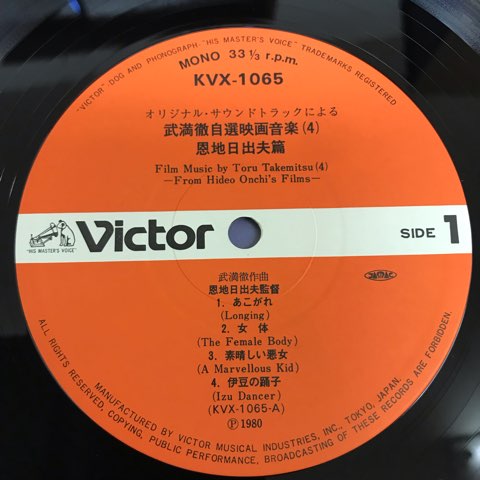 "VICTOR" DOG AND PHONOGRAPH-"HIS MASTER'S VOICE" TRADEMARKS REGISTERED
MONO 33 1/3 r.p.m.
KVX-1065
オリジナル・サウンドトラックによる
武満徹自選映画音楽(4)
恩地日出夫篇
Film Music by Toru Takemitsu(4)
—From Hideo Onchi's Films—
"HIS MASTER'S VOICE"
Victor
SIDE 1
武満徹作曲
JASRAC
恩地日出夫監督
1. あこがれ
(Longing)
2. 女 体
(The Female Body)
3. 素晴しい悪女
(A Marvellous Kid)
4. 伊豆の踊子
(Izu Dancer)
(KVX-1065-A)
Ⓟ 1980
MANUFACTURED BY VICTOR MUSICAL INDUSTRIES, INC., TOKYO, JAPAN.
ALL RIGHTS RESERVED, COPYING, PUBLIC PERFORMANCE, BROADCASTING OF THESE RECORDS ARE FORBIDDEN.